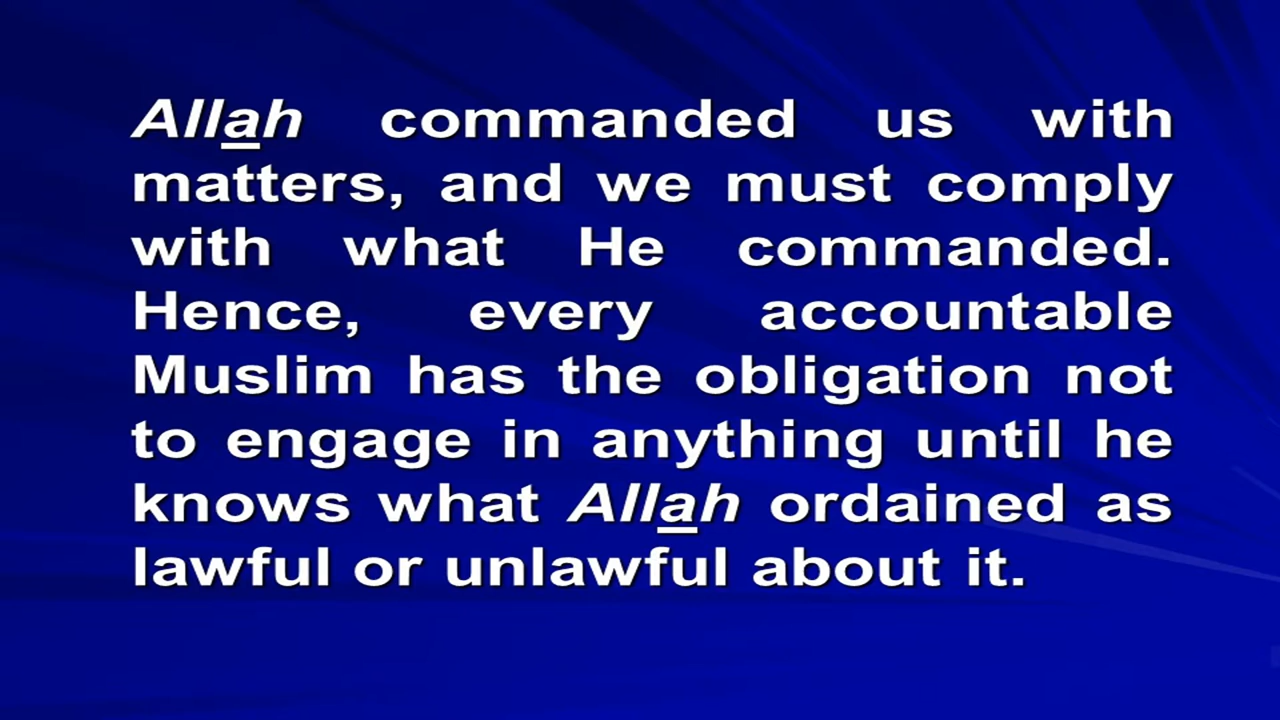 Allah commanded us with
matters, and we must comply
with what He commanded.
Hence, every accountable
Muslim has the obligation not
to engage in anything until he
knows what Allah ordained as
lawful or unlawful about it.